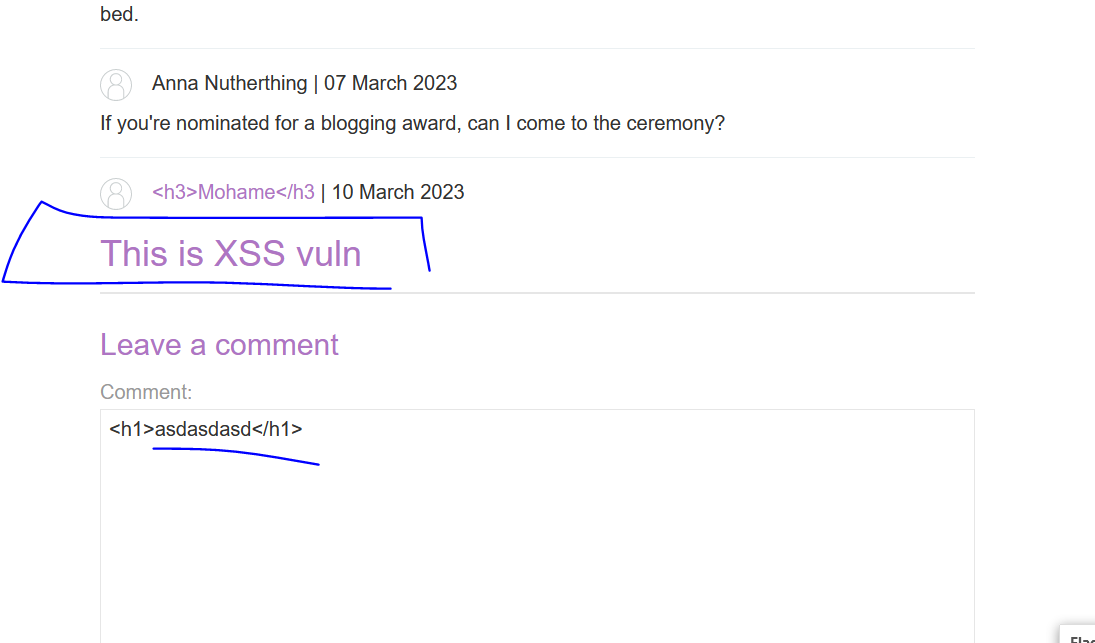 bed.
Anna Nutherthing | 07 March 2023
If you're nominated for a blogging award, can I come to the ceremony?
<h3>Mohame</h3 | 10 March 2023
This is XSS vuln
Leave a comment
Comment:
<h1>asdasdasd</h1>